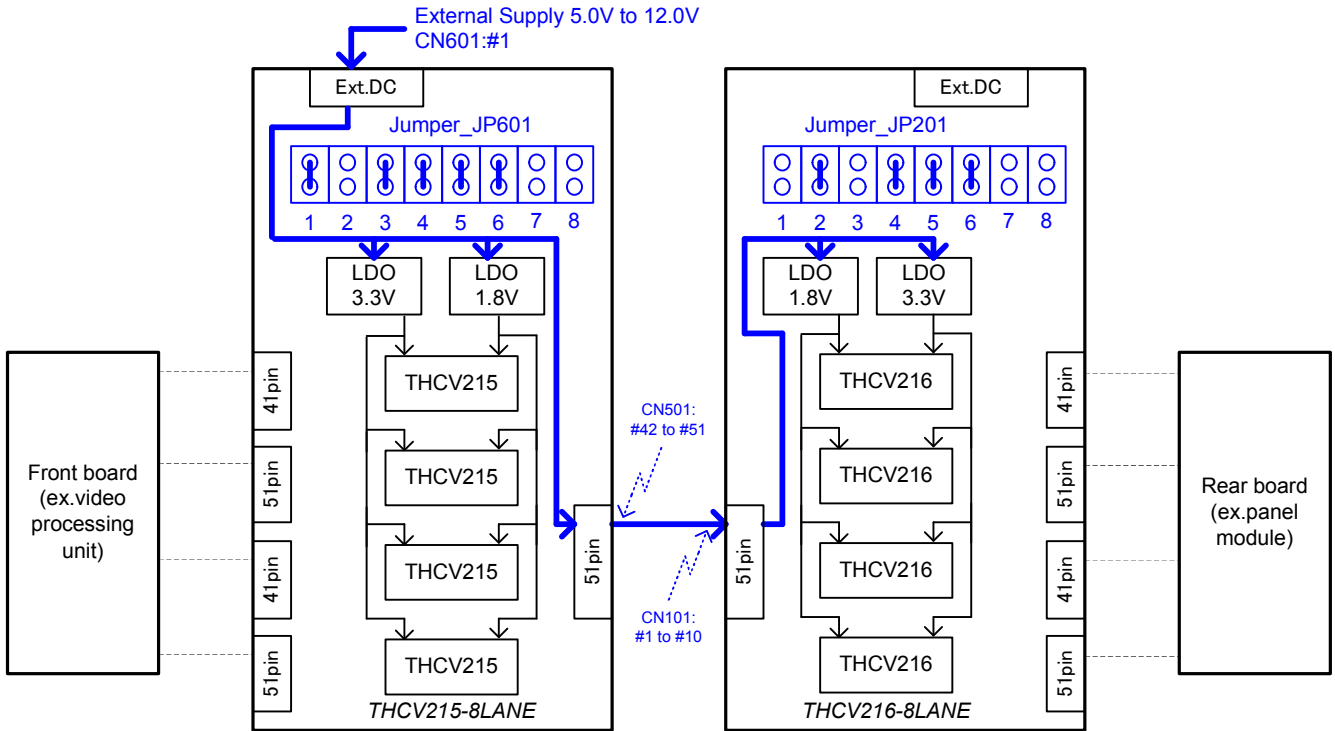 External Supply 5.0V to 12.0V
CN601:#1
Ext.DC
Jumper_JP601
1 2 3 4 5 6 7 8
LDO
3.3V
LDO
1.8V
THCV215
THCV215
THCV215
THCV215
41pin
51pin
41pin
51pin
51pin
THCV215-8LANE
Front board
(ex.video
processing
unit)
CN501:
#42 to #51
CN101:
#1 to #10
Ext.DC
Jumper_JP201
1 2 3 4 5 6 7 8
LDO
1.8V
LDO
3.3V
THCV216
THCV216
THCV216
THCV216
51pin
41pin
51pin
41pin
51pin
THCV216-8LANE
Rear board
(ex.panel
module)